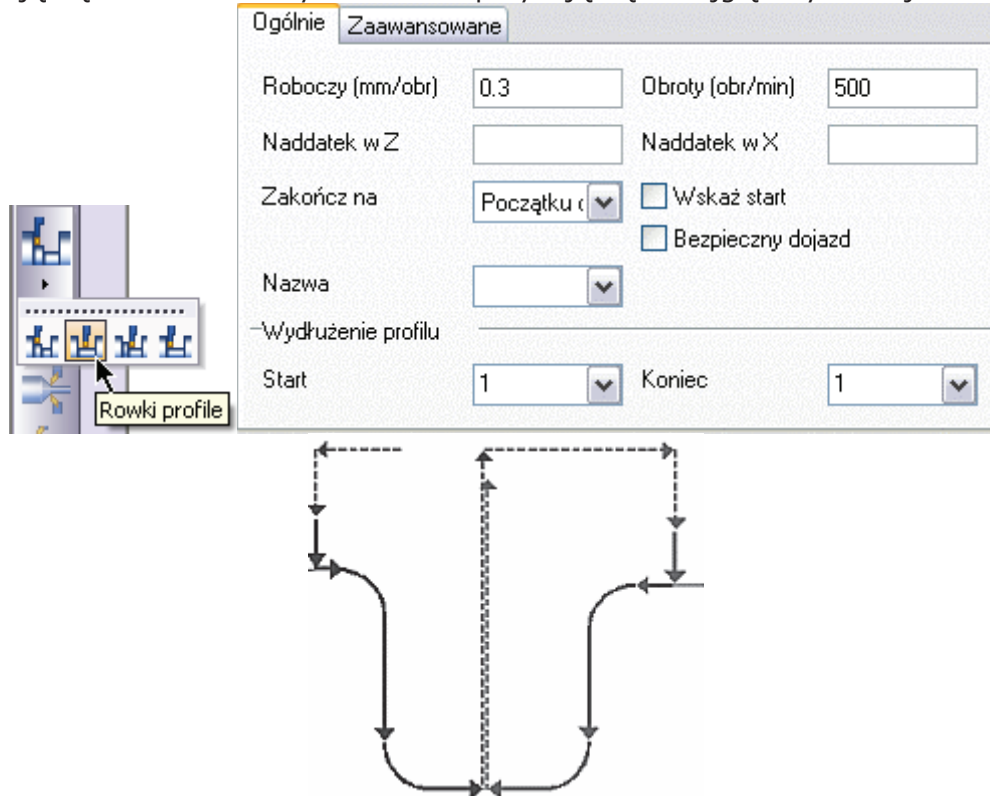 Ogólnie Zaawansowane
Roboczy (mm/obr) 0.3 Obroty (obr/min) 500
Naddatek w Z Naddatek w X
Zakończ na Początku Wskaż start
Bezpieczny dojazd
Nazwa
Wydłużenie profilu
Start 1 Koniec 1
Rowki profile